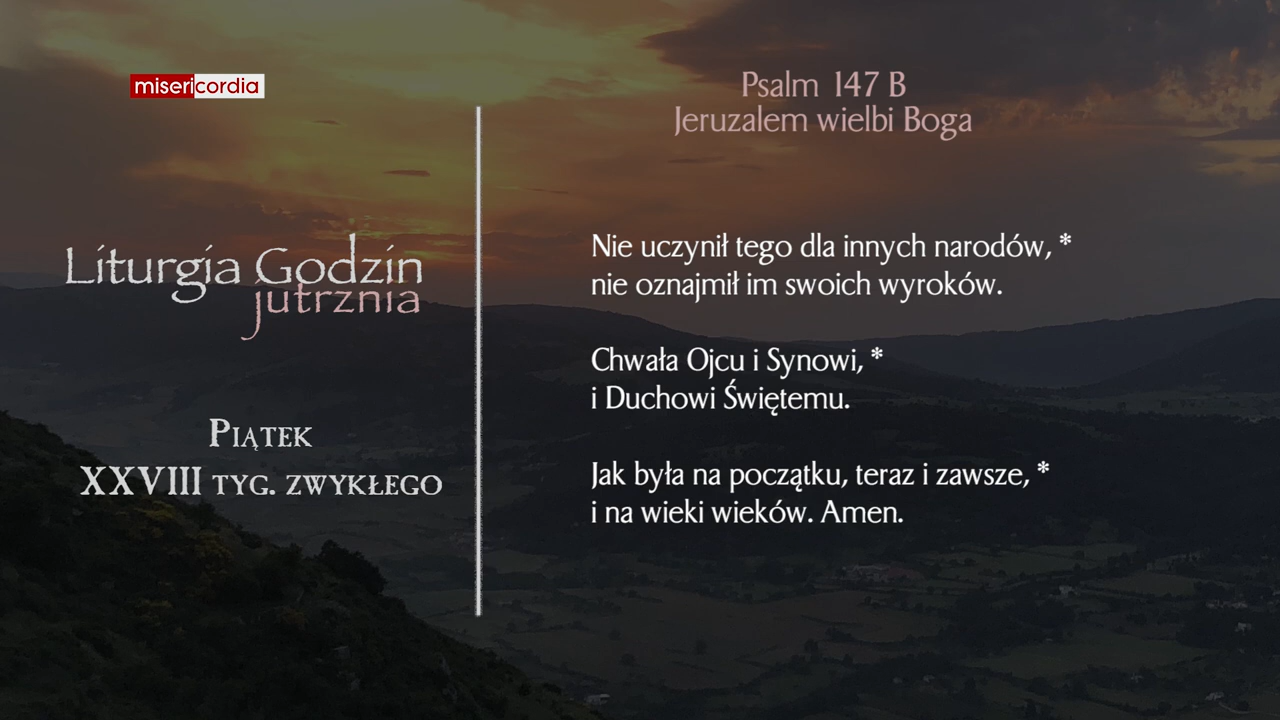 misericordia
Liturgia Godzin
jutrznia
Piątek
XXVIII tyg. zwykłego
Psalm 147 B
Jeruzalem wielbi Boga
Nie uczynił tego dla innych narodów, *
nie oznajmił im swoich wyroków.
Chwała Ojcu i Synowi, *
i Duchowi Świętemu.
Jak była na początku, teraz i zawsze, *
i na wieki wieków. Amen.